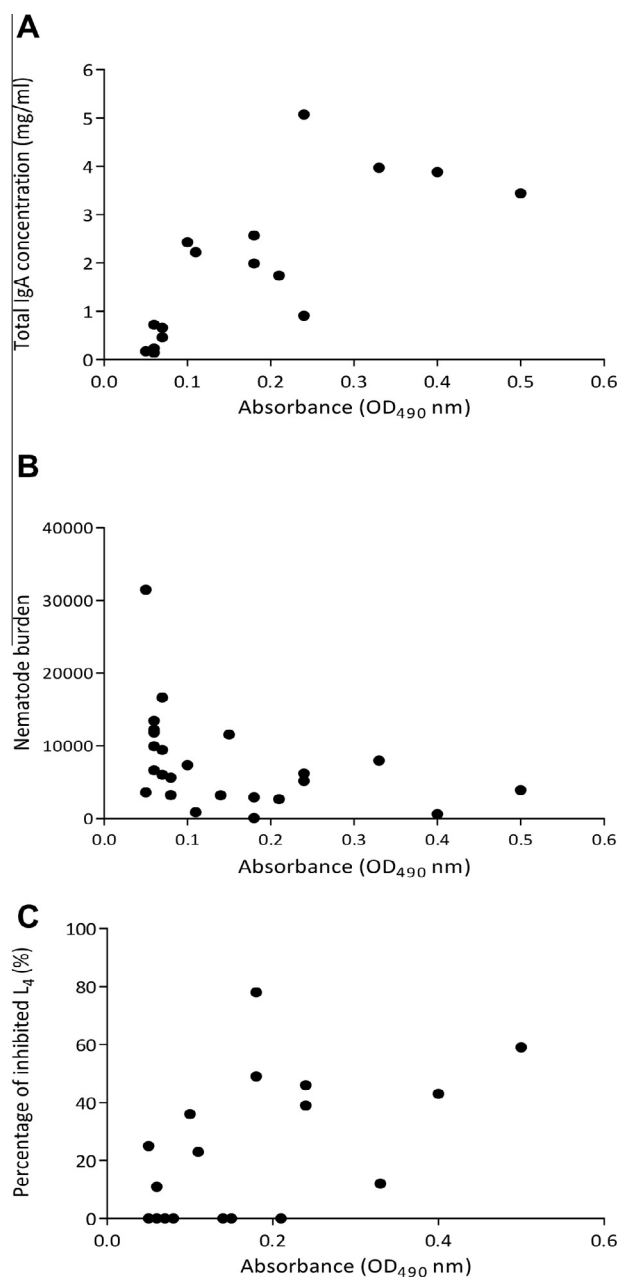 A
Total IgA concentration (mg/ml)
6
5
4
3
2
1
0
0.0 0.1 0.2 0.3 0.4 0.5 0.6
Absorbance (OD490 nm)
B
Nematode burden
40000
30000
20000
10000
0
0.0 0.1 0.2 0.3 0.4 0.5 0.6
Absorbance (OD490 nm)
C
Percentage of inhibited L4 (%)
100
80
60
40
20
0
0.0 0.2 0.4 0.6
Absorbance (OD490 nm)